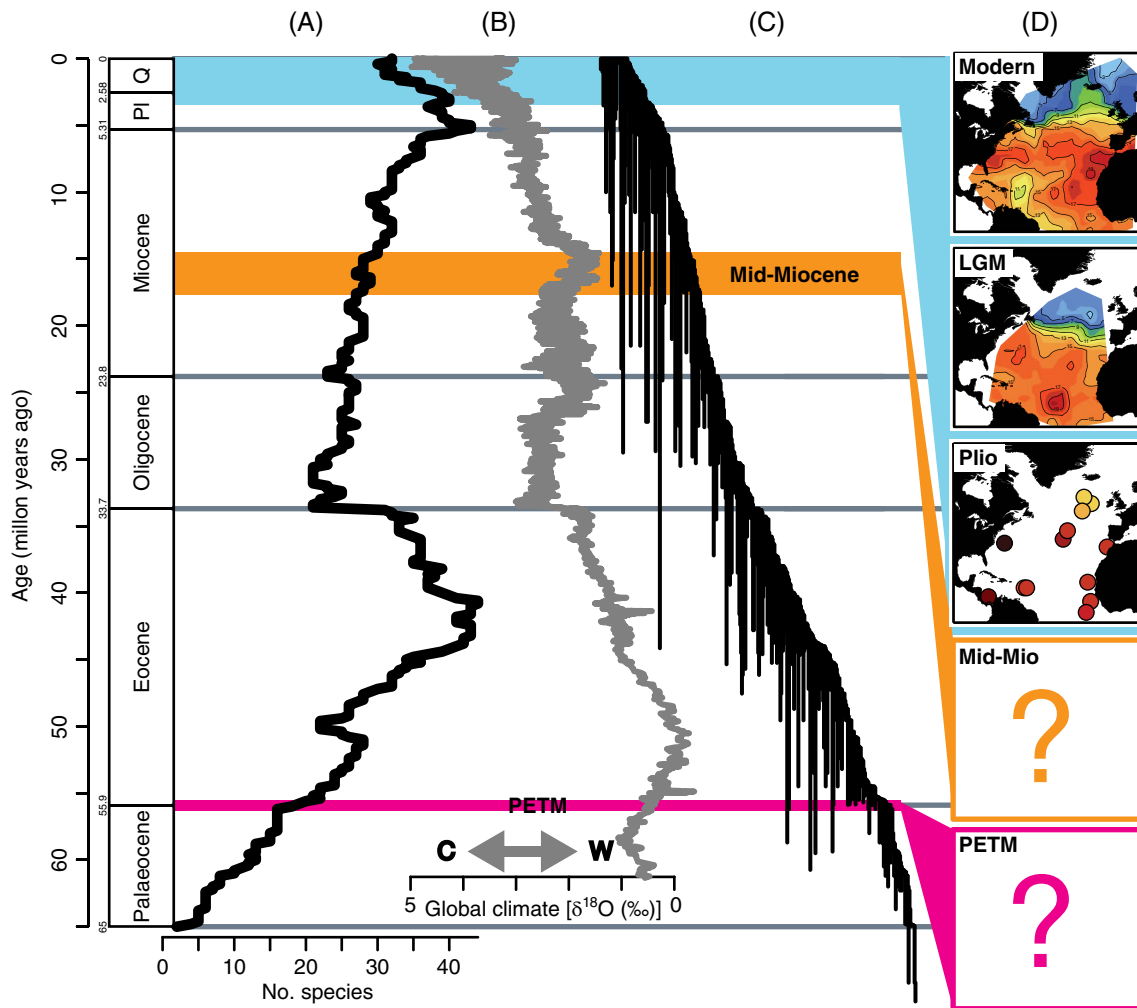 (A)
(B)
(C)
(D)
Age (millon years ago)
0
10
20
30
40
50
60
0
2.58
5.31
23.8
33.7
55.9
65
Q
Pl
Miocene
Oligocene
Eocene
Palaeocene
Mid-Miocene
PETM
C
W
5
0
Global climate [δ¹⁸O (‰)]
0
10
20
30
40
No. species
Modern
LGM
Plio
Mid-Mio
?
PETM
?